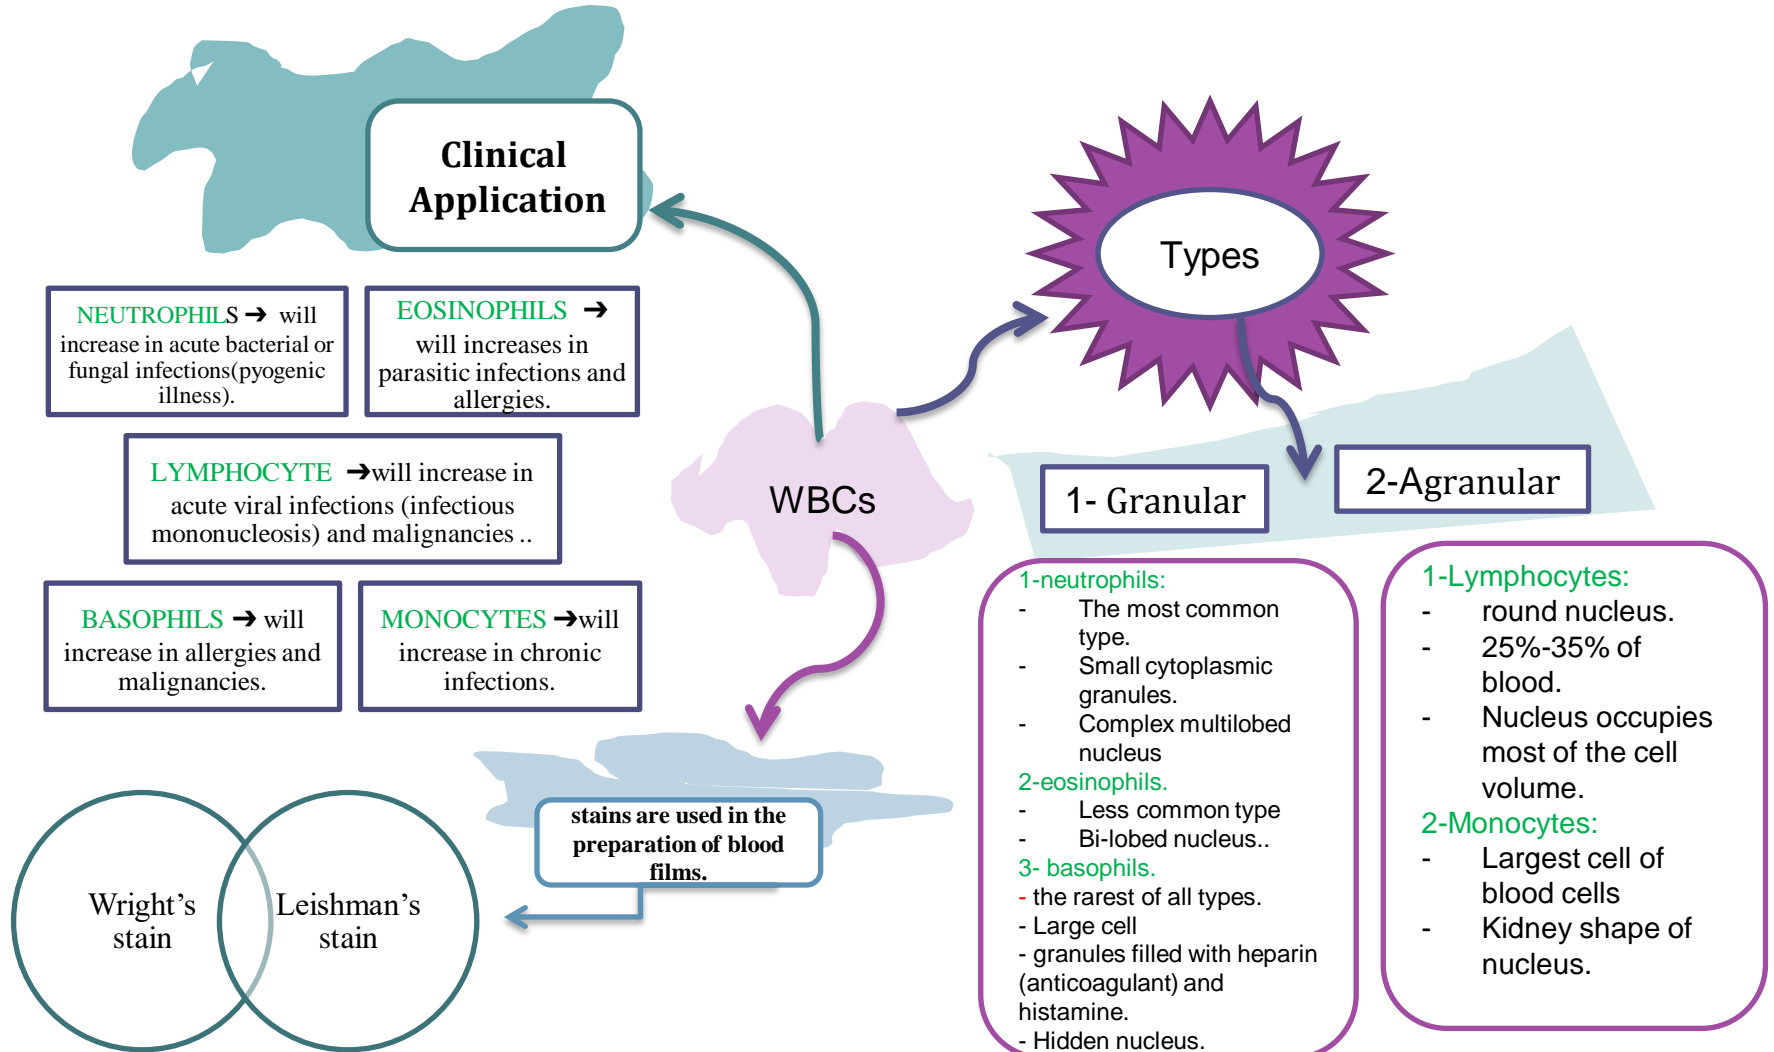 Clinical
Application
NEUTROPHILS ➔ will
increase in acute bacterial or
fungal infections(pyogenic
illness).
EOSINOPHILS ➔
will increases in
parasitic infections and
allergies.
LYMPHOCYTE ➔will increase in
acute viral infections (infectious
mononucleosis) and malignancies ..
BASOPHILS ➔ will
increase in allergies and
malignancies.
MONOCYTES ➔will
increase in chronic
infections.
WBCs
Types
1- Granular
2-Agranular
1-neutrophils:
- The most common
type.
- Small cytoplasmic
granules.
- Complex multilobed
nucleus
2-eosinophils.
- Less common type
- Bi-lobed nucleus..
3- basophils.
- the rarest of all types.
- Large cell
- granules filled with heparin
(anticoagulant) and
histamine.
- Hidden nucleus.
1-Lymphocytes:
- round nucleus.
- 25%-35% of
blood.
- Nucleus occupies
most of the cell
volume.
2-Monocytes:
- Largest cell of
blood cells
- Kidney shape of
nucleus.
stains are used in the
preparation of blood
films.
Wright’s
stain
Leishman’s
stain